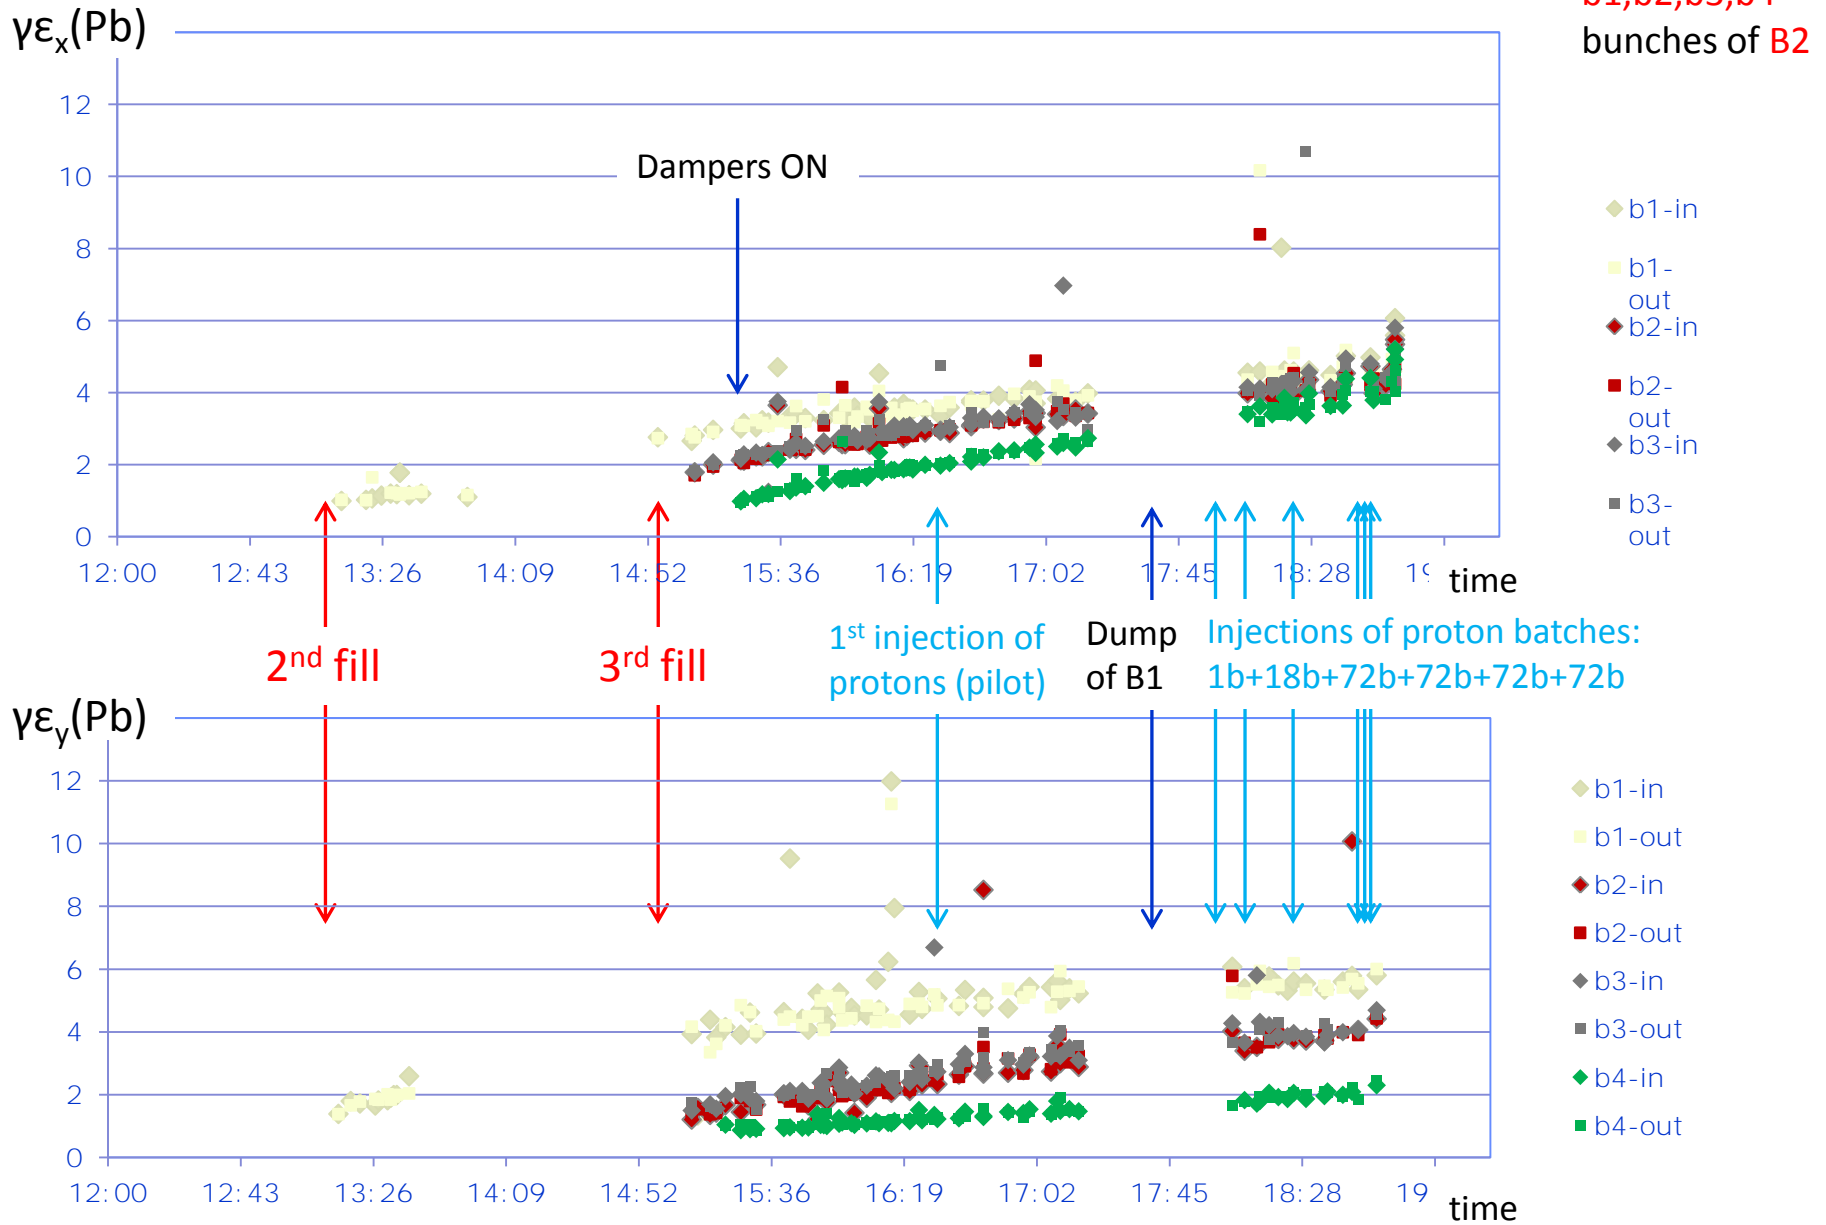 γεx(Pb)
b1,b2,b3,b4
bunches of B2
12
10
8
6
4
2
0
Dampers ON
b1-in
b1-
out
b2-in
b2-
out
b3-in
b3-
out
12:00 12:43 13:26 14:09 14:52 15:36 16:19 17:02 17:45 18:28 19
time
2nd fill
3rd fill
1st injection of
protons (pilot)
Dump
of B1
Injections of proton batches:
1b+18b+72b+72b+72b+72b
γεy(Pb)
12
10
8
6
4
2
0
b1-in
b1-out
b2-in
b2-out
b3-in
b3-out
b4-in
b4-out
12:00 12:43 13:26 14:09 14:52 15:36 16:19 17:02 17:45 18:28 19
time